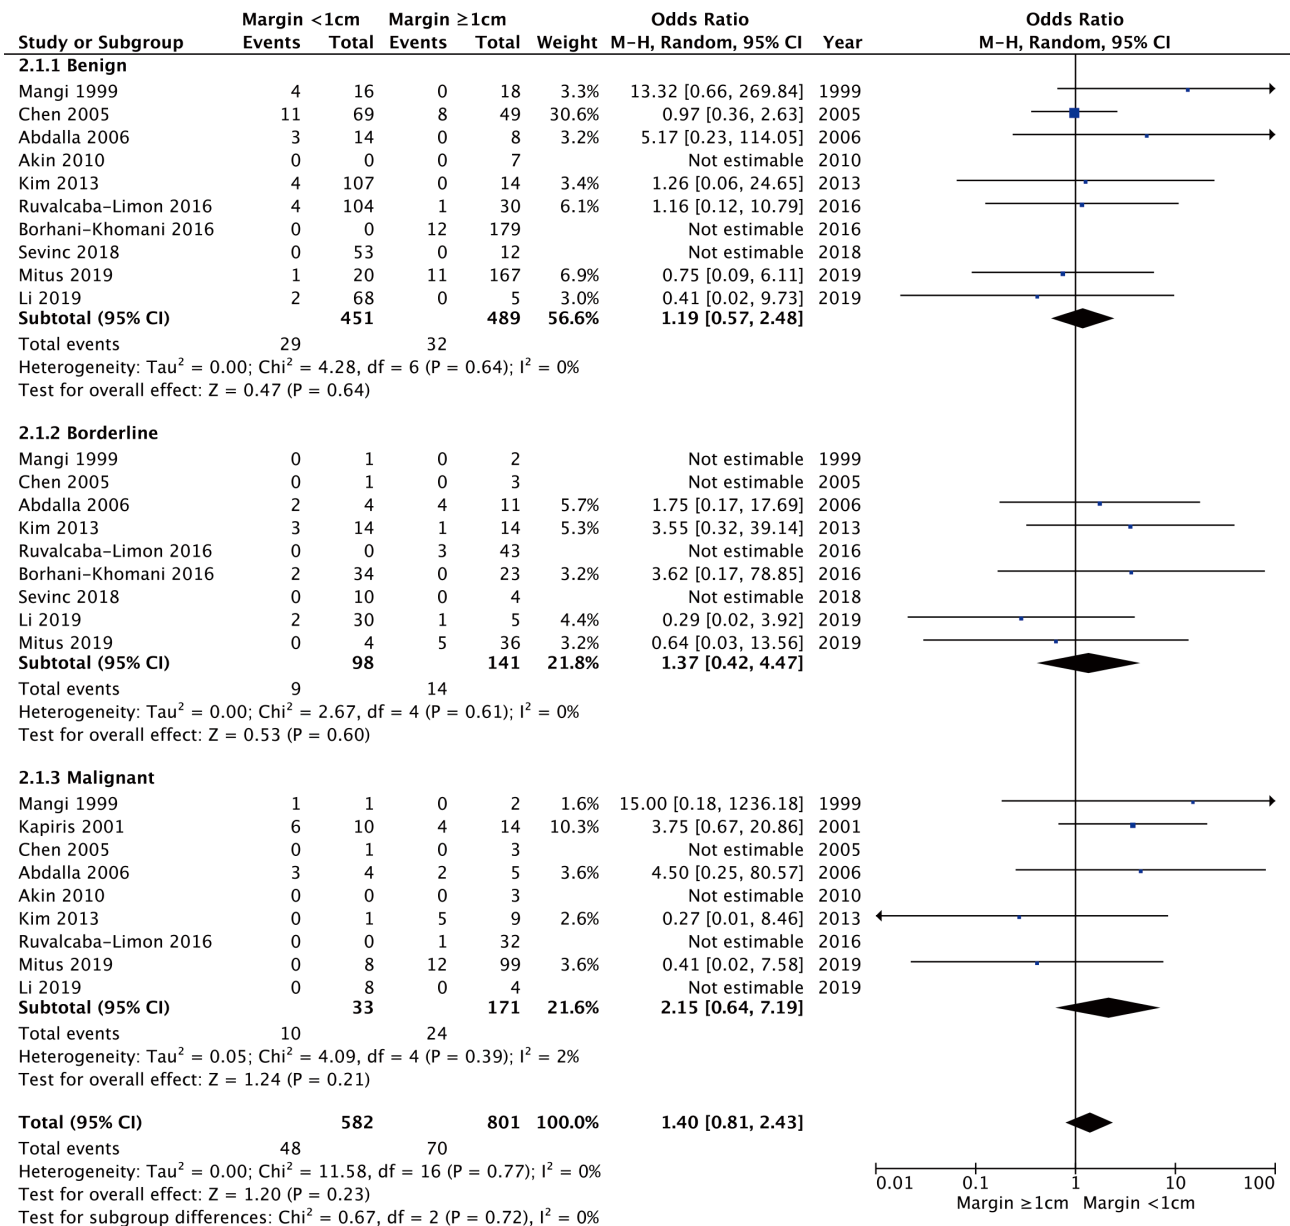 Margin <1cm Margin ≥1cm Odds Ratio Odds Ratio
Study or Subgroup Events Total Events Total Weight M-H, Random, 95% CI Year M-H, Random, 95% CI
2.1.1 Benign
Mangi 1999 4 16 0 18 3.3% 13.32 [0.66, 269.84] 1999
Chen 2005 11 69 8 49 30.6% 0.97 [0.36, 2.63] 2005
Abdalla 2006 3 14 0 8 3.2% 5.17 [0.23, 114.05] 2006
Akin 2010 0 0 0 7 Not estimable 2010
Kim 2013 4 107 0 14 3.4% 1.26 [0.06, 24.65] 2013
Ruvalcaba-Limon 2016 4 104 1 30 6.1% 1.16 [0.12, 10.79] 2016
Borhani-Khomani 2016 0 0 12 179 Not estimable 2016
Sevinc 2018 0 53 0 12 Not estimable 2018
Mitus 2019 1 20 11 167 6.9% 0.75 [0.09, 6.11] 2019
Li 2019 2 68 0 5 3.0% 0.41 [0.02, 9.73] 2019
Subtotal (95% CI) 451 489 56.6% 1.19 [0.57, 2.48]
Total events 29 32
Heterogeneity: Tau² = 0.00; Chi² = 4.28, df = 6 (P = 0.64); I² = 0%
Test for overall effect: Z = 0.47 (P = 0.64)
2.1.2 Borderline
Mangi 1999 0 1 0 2 Not estimable 1999
Chen 2005 0 1 0 3 Not estimable 2005
Abdalla 2006 2 4 4 11 5.7% 1.75 [0.17, 17.69] 2006
Kim 2013 3 14 1 14 5.3% 3.55 [0.32, 39.14] 2013
Ruvalcaba-Limon 2016 0 0 3 43 Not estimable 2016
Borhani-Khomani 2016 2 34 0 23 3.2% 3.62 [0.17, 78.85] 2016
Sevinc 2018 0 10 0 4 Not estimable 2018
Li 2019 2 30 1 5 4.4% 0.29 [0.02, 3.92] 2019
Mitus 2019 0 4 5 36 3.2% 0.64 [0.03, 13.56] 2019
Subtotal (95% CI) 98 141 21.8% 1.37 [0.42, 4.47]
Total events 9 14
Heterogeneity: Tau² = 0.00; Chi² = 2.67, df = 4 (P = 0.61); I² = 0%
Test for overall effect: Z = 0.53 (P = 0.60)
2.1.3 Malignant
Mangi 1999 1 1 0 2 1.6% 15.00 [0.18, 1236.18] 1999
Kapiris 2001 6 10 4 14 10.3% 3.75 [0.67, 20.86] 2001
Chen 2005 0 1 0 3 Not estimable 2005
Abdalla 2006 3 4 2 5 3.6% 4.50 [0.25, 80.57] 2006
Akin 2010 0 0 0 3 Not estimable 2010
Kim 2013 0 1 5 9 2.6% 0.27 [0.01, 8.46] 2013
Ruvalcaba-Limon 2016 0 0 1 32 Not estimable 2016
Mitus 2019 0 8 12 99 3.6% 0.41 [0.02, 7.58] 2019
Li 2019 0 8 0 4 Not estimable 2019
Subtotal (95% CI) 33 171 21.6% 2.15 [0.64, 7.19]
Total events 10 24
Heterogeneity: Tau² = 0.05; Chi² = 4.09, df = 4 (P = 0.39); I² = 2%
Test for overall effect: Z = 1.24 (P = 0.21)
Total (95% CI) 582 801 100.0% 1.40 [0.81, 2.43]
Total events 48 70
Heterogeneity: Tau² = 0.00; Chi² = 11.58, df = 16 (P = 0.77); I² = 0%
Test for overall effect: Z = 1.20 (P = 0.23)
Test for subgroup differences: Chi² = 0.67, df = 2 (P = 0.72), I² = 0%
0.01 0.1 1 10 100
Margin ≥1cm Margin <1cm